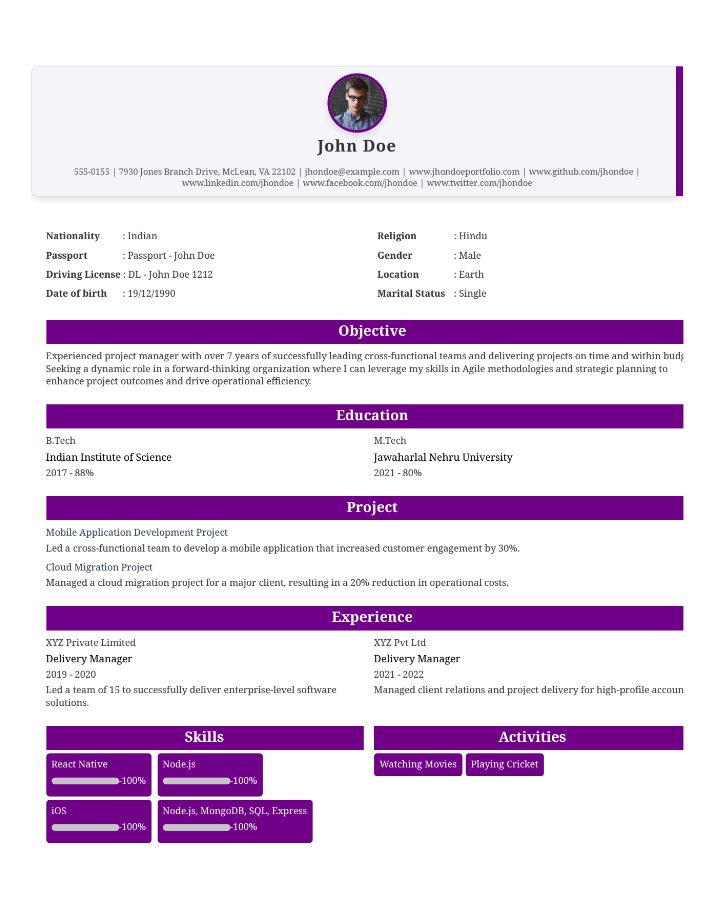 John Doe
555-0155 | 7930 Jones Branch Drive, McLean, VA 22102 | jhondoe@example.com | www.jhondoeportfolio.com | www.github.com/jhondoe |
www.linkedin.com/jhondoe | www.facebook.com/jhondoe | www.twitter.com/jhondoe
Nationality : Indian
Passport : Passport - John Doe
Driving License : DL - John Doe 1212
Date of birth : 19/12/1990
Religion : Hindu
Gender : Male
Location : Earth
Marital Status : Single
Objective
Experienced project manager with over 7 years of successfully leading cross-functional teams and delivering projects on time and within
Seeking a dynamic role in a forward-thinking organization where I can leverage my skills in Agile methodologies and strategic planning to
enhance project outcomes and drive operational efficiency.
Education
B.Tech
Indian Institute of Science
2017 - 88%
M.Tech
Jawaharlal Nehru University
2021 - 80%
Project
Mobile Application Development Project
Led a cross-functional team to develop a mobile application that increased customer engagement by 30%.
Cloud Migration Project
Managed a cloud migration project for a major client, resulting in a 20% reduction in operational costs.
Experience
XYZ Private Limited
Delivery Manager
2019 - 2020
Led a team of 15 to successfully deliver enterprise-level software
solutions.
XYZ Pvt Ltd
Delivery Manager
2021 - 2022
Managed client relations and project delivery for high-profile accoun
Skills
React Native
-100%
Node.js
-100%
iOS
-100%
Node.js, MongoDB, SQL, Express
-100%
Activities
Watching Movies
Playing Cricket